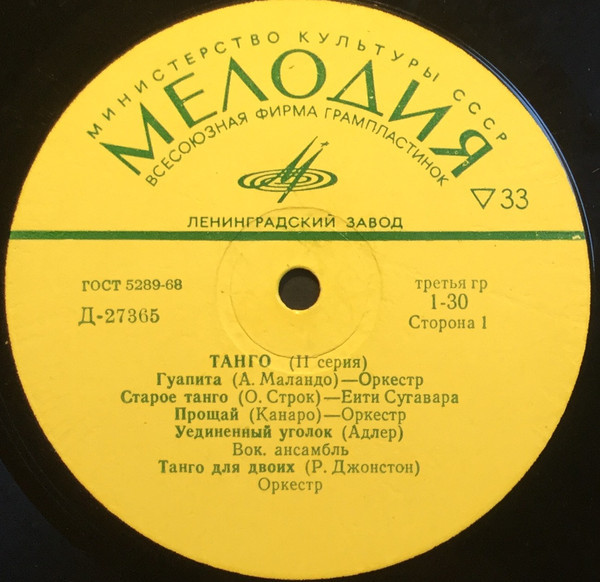 МИНИСТЕРСТВО КУЛЬТУРЫ СССР
МЕЛОДИЯ
ВСЕСОЮЗНАЯ ФИРМА ГРАМПЛАСТИНОК
▽33
ЛЕНИНГРАДСКИЙ ЗАВОД
ГОСТ 5289-68
третья гр
Д-27365
1-30
Сторона 1
ТАНГО (11 серия)
Гуапита (А. Маландо)—Оркестр
Старое танго (О. Строк)—Еити Сугавара
Прощай (Канаро)—Оркестр
Уединенный уголок (Адлер)
Вок. ансамбль
Танго для двоих (Р. Джонстон)
Оркестр